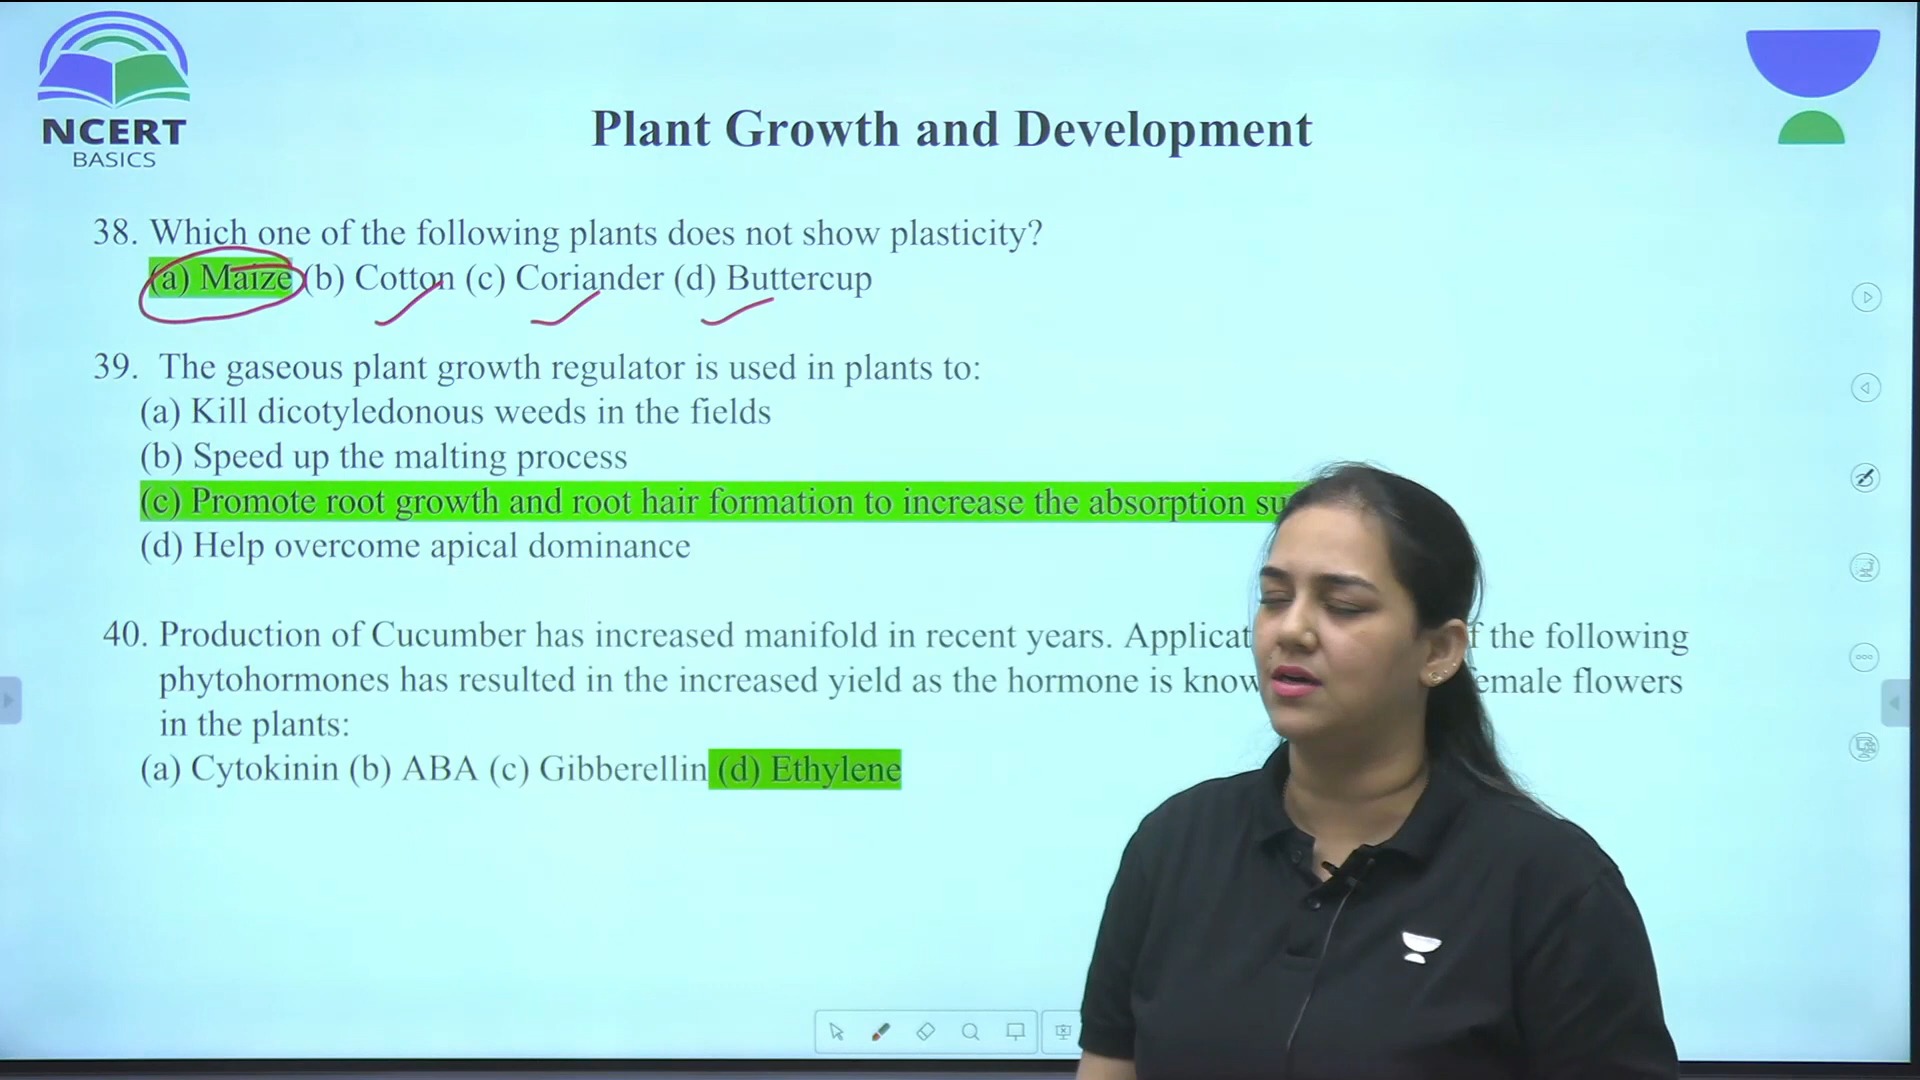 NCERT
BASICS
Plant Growth and Development
38. Which one of the following plants does not show plasticity?
(a) Maize (b) Cotton (c) Coriander (d) Buttercup
39. The gaseous plant growth regulator is used in plants to:
(a) Kill dicotyledonous weeds in the fields
(b) Speed up the malting process
(c) Promote root growth and root hair formation to increase the absorption
(d) Help overcome apical dominance
40. Production of Cucumber has increased manifold in recent years. the following
phytohormones has resulted in the increased yield as the hormone is flowers
in the plants:
(a) Cytokinin (b) ABA (c) Gibberellin (d) Ethylene